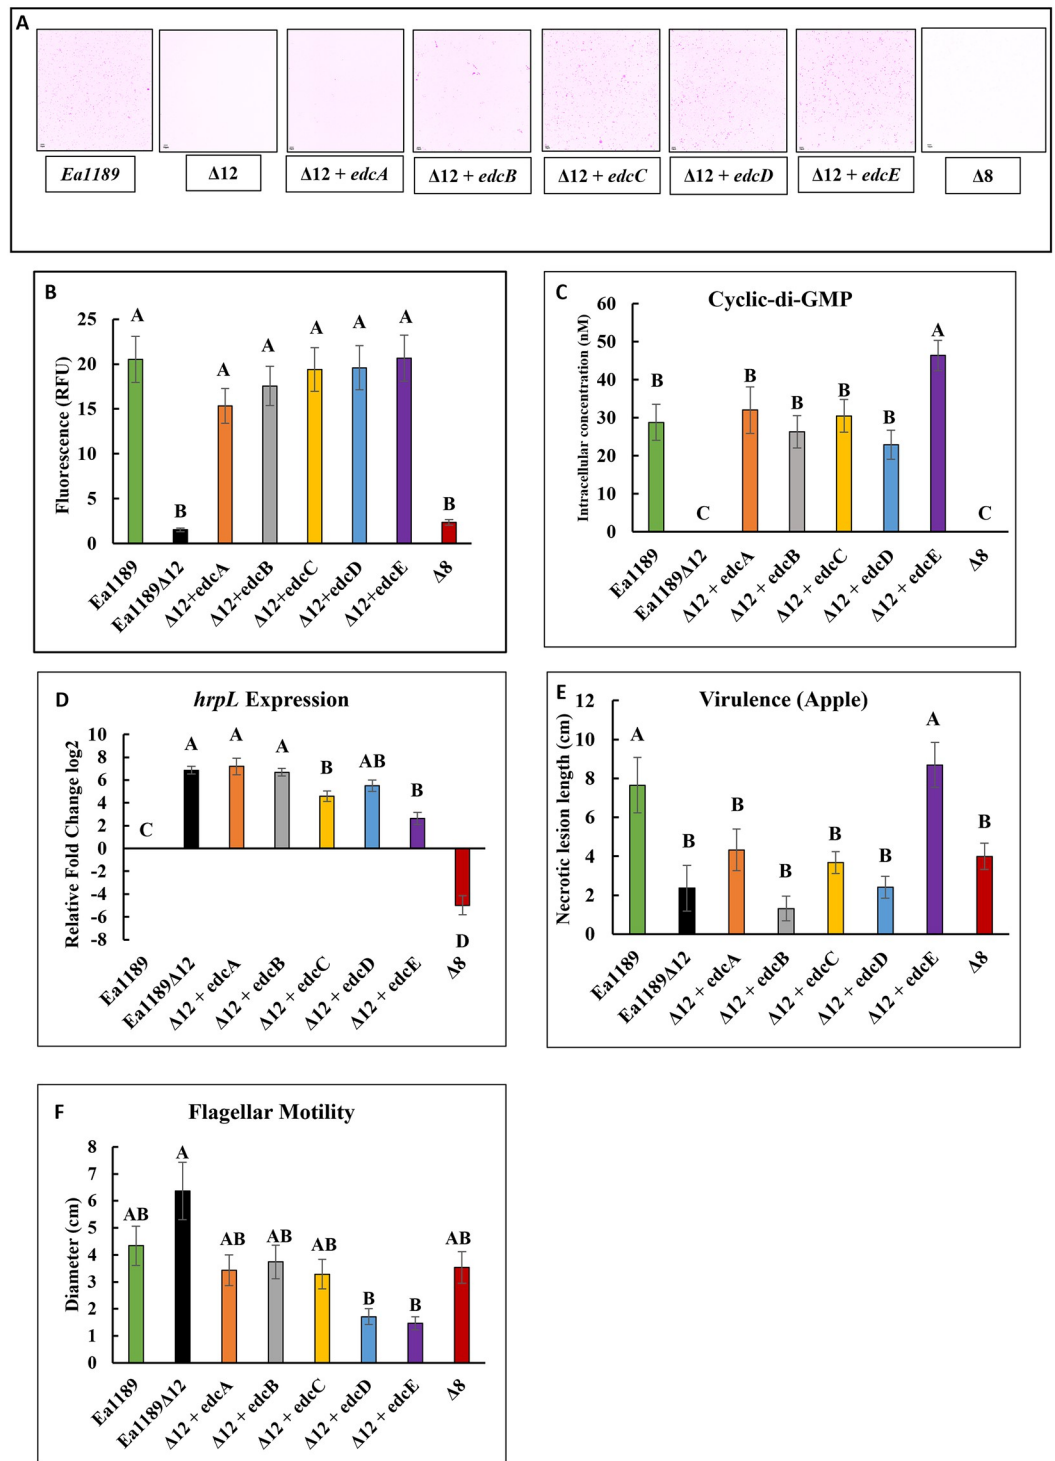 A
Ea1189
Δ12
Δ12 + edcA
Δ12 + edcB
Δ12 + edcC
Δ12 + edcD
Δ12 + edcE
Δ8
B
Fluorescence (RFU)
25
20
15
10
5
0
A
B
A
A
A
A
A
B
Ea1189
Ea1189Δ12
Δ12+edcA
Δ12+edcB
Δ12+edcC
Δ12+edcD
Δ12+edcE
Δ8
C
Cyclic-di-GMP
Intracellular concentration (nM)
60
50
40
30
20
10
0
B
C
B
B
B
B
A
C
Ea1189
Ea1189Δ12
Δ12 + edcA
Δ12 + edcB
Δ12 + edcC
Δ12 + edcD
Δ12 + edcE
Δ8
D
hrpL Expression
Relative Fold Change log2
10
8
6
4
2
0
-2
-4
-6
-8
C
A
A
A
B
AB
B
D
Ea1189
Ea1189Δ12
Δ12 + edcA
Δ12 + edcB
Δ12 + edcC
Δ12 + edcD
Δ12 + edcE
Δ8
E
Virulence (Apple)
Necrotic lesion length (cm)
12
10
8
6
4
2
0
A
B
B
B
B
B
A
B
Ea1189
Ea1189Δ12
Δ12 + edcA
Δ12 + edcB
Δ12 + edcC
Δ12 + edcD
Δ12 + edcE
Δ8
F
Flagellar Motility
Diameter (cm)
8
7
6
5
4
3
2
1
0
AB
A
AB
AB
AB
B
B
AB
Ea1189
Ea1189Δ12
Δ12 + edcA
Δ12 + edcB
Δ12 + edcC
Δ12 + edcD
Δ12 + edcE
Δ8